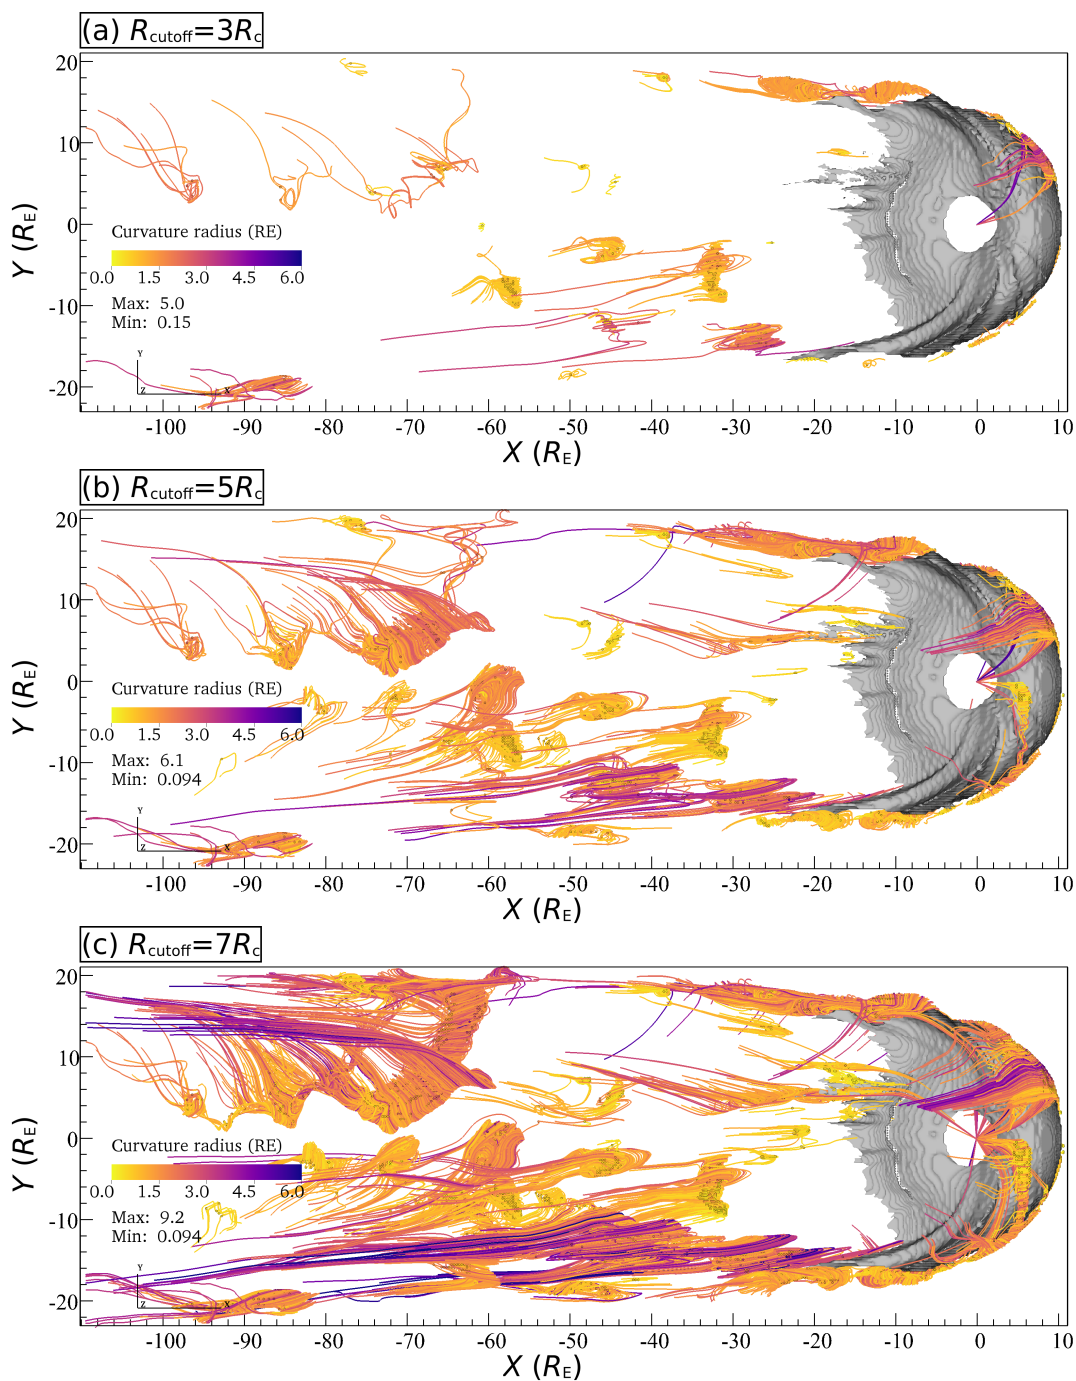 (a) Rcutoff=3Rc
20
10
0
-10
-20
Y (RE)
Curvature radius (RE)
0.0 1.5 3.0 4.5 6.0
Max: 5.0
Min: 0.15
Y
Z X
-100 -90 -80 -70 -60 -50 -40 -30 -20 -10 0 10
X (RE)
(b) Rcutoff=5Rc
20
10
0
-10
-20
Y (RE)
Curvature radius (RE)
0.0 1.5 3.0 4.5 6.0
Max: 6.1
Min: 0.094
Y
Z X
-100 -90 -80 -70 -60 -50 -40 -30 -20 -10 0 10
X (RE)
(c) Rcutoff=7Rc
20
10
0
-10
-20
Y (RE)
Curvature radius (RE)
0.0 1.5 3.0 4.5 6.0
Max: 9.2
Min: 0.094
Y
Z X
-100 -90 -80 -70 -60 -50 -40 -30 -20 -10 0 10
X (RE)